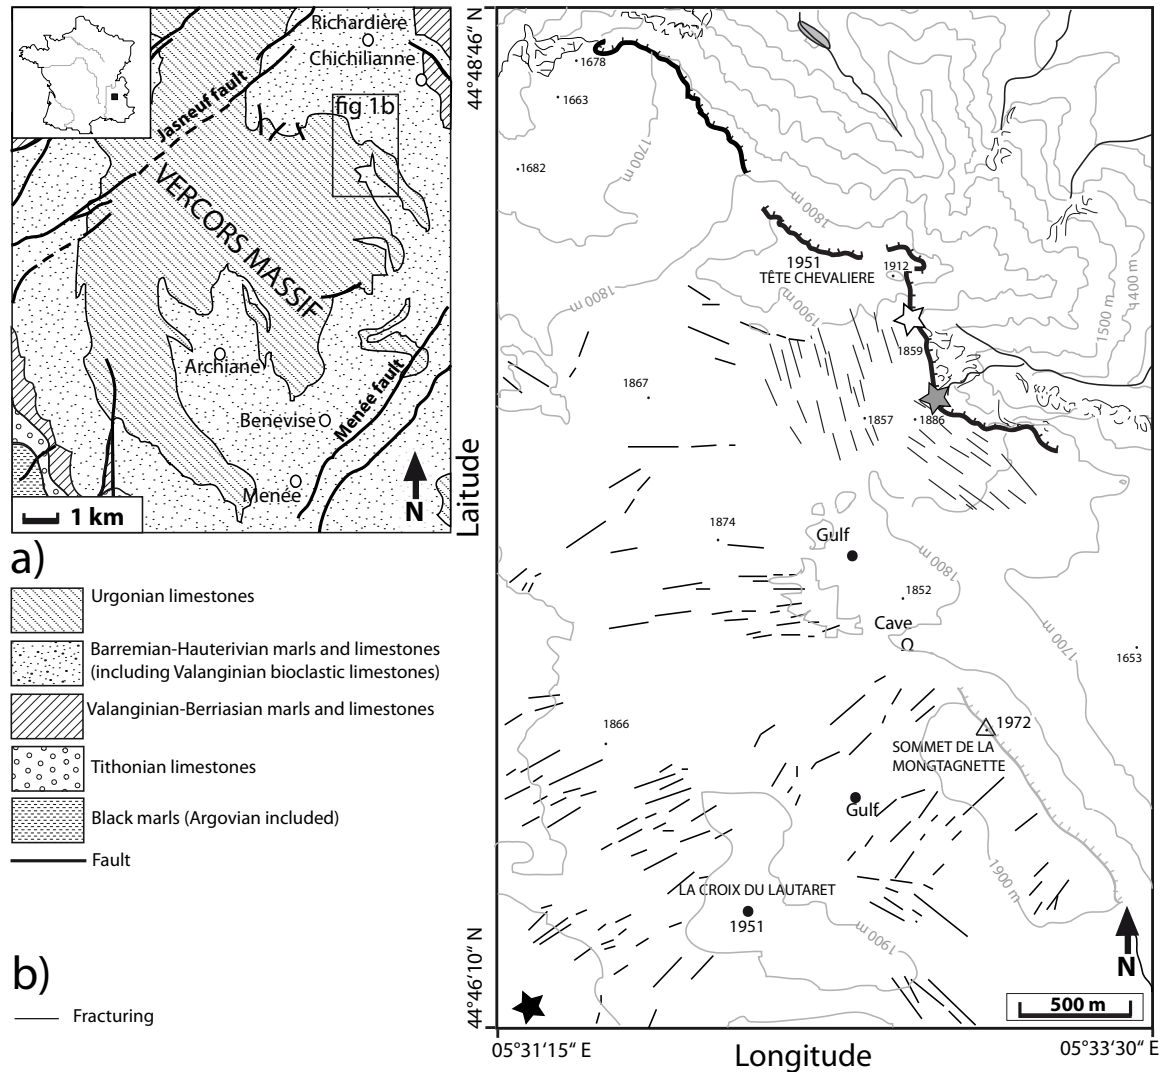 Richardière
Chichilianne
fig 1b
Jasneuf fault
VERCORS MASSIF
Archiane
Benevise
Menée fault
Menée
N
1 km
a)
Urgonian limestones
Barremian-Hauterivian marls and limestones
(including Valanginian bioclastic limestones)
Valanginian-Berriasian marls and limestones
Tithonian limestones
Black marls (Argovian included)
Fault
b)
Fracturing
44°48‘46“ N
Laitude
44°46‘10“ N
1678
1663
1682
1700 m
1800 m
1800 m
1951
TÊTE CHEVALIERE
1912
1900 m
1859
1500 m
1400 m
1867
1857
1886
1874
Gulf
1800 m
1852
Cave
1700 m
1653
1866
1972
SOMMET DE LA
MONGTAGNETTE
Gulf
1900 m
LA CROIX DU LAUTARET
1951
1900 m
N
500 m
05°31‘15“ E
Longitude
05°33‘30“ E